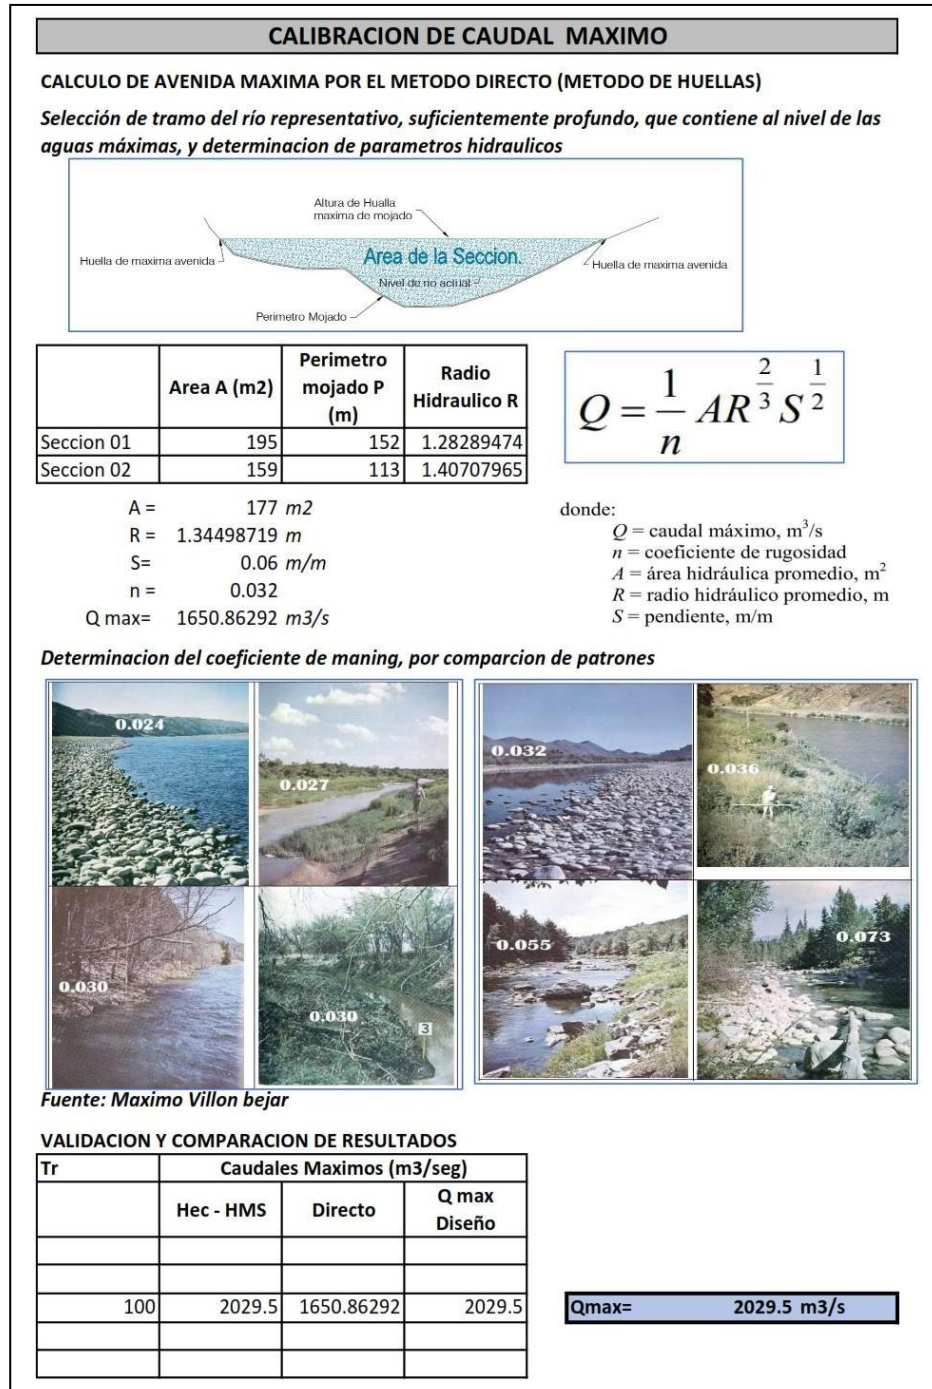 CALIBRACION DE CAUDAL MAXIMO
CALCULO DE AVENIDA MAXIMA POR EL METODO DIRECTO (METODO DE HUELLAS)
Selección de tramo del río representativo, suficientemente profundo, que contiene al nivel de las
aguas máximas, y determinacion de parametros hidraulicos
Altura de Hualla
maxima de mojado
Huella de maxima avenida
Area de la Seccion.
Huella de maxima avenida
Nivel de rio actual
Perimetro Mojado
Area A (m2) Perimetro mojado P (m) Radio Hidraulico R
Seccion 01 195 152 1.28289474
Seccion 02 159 113 1.40707965
Q = 1/n AR^2/3 S^1/2
A = 177 m2
R = 1.34498719 m
S= 0.06 m/m
n = 0.032
Q max= 1650.86292 m3/s
donde:
Q = caudal máximo, m³/s
n = coeficiente de rugosidad
A = área hidráulica promedio, m²
R = radio hidráulico promedio, m
S = pendiente, m/m
Determinacion del coeficiente de maning, por comparcion de patrones
0.024
0.027
0.030
0.030
3
0.032
0.036
0.055
0.073
Fuente: Maximo Villon bejar
VALIDACION Y COMPARACION DE RESULTADOS
Tr Caudales Maximos (m3/seg)
Hec - HMS Directo Q max Diseño
100 2029.5 1650.86292 2029.5
Qmax= 2029.5 m3/s